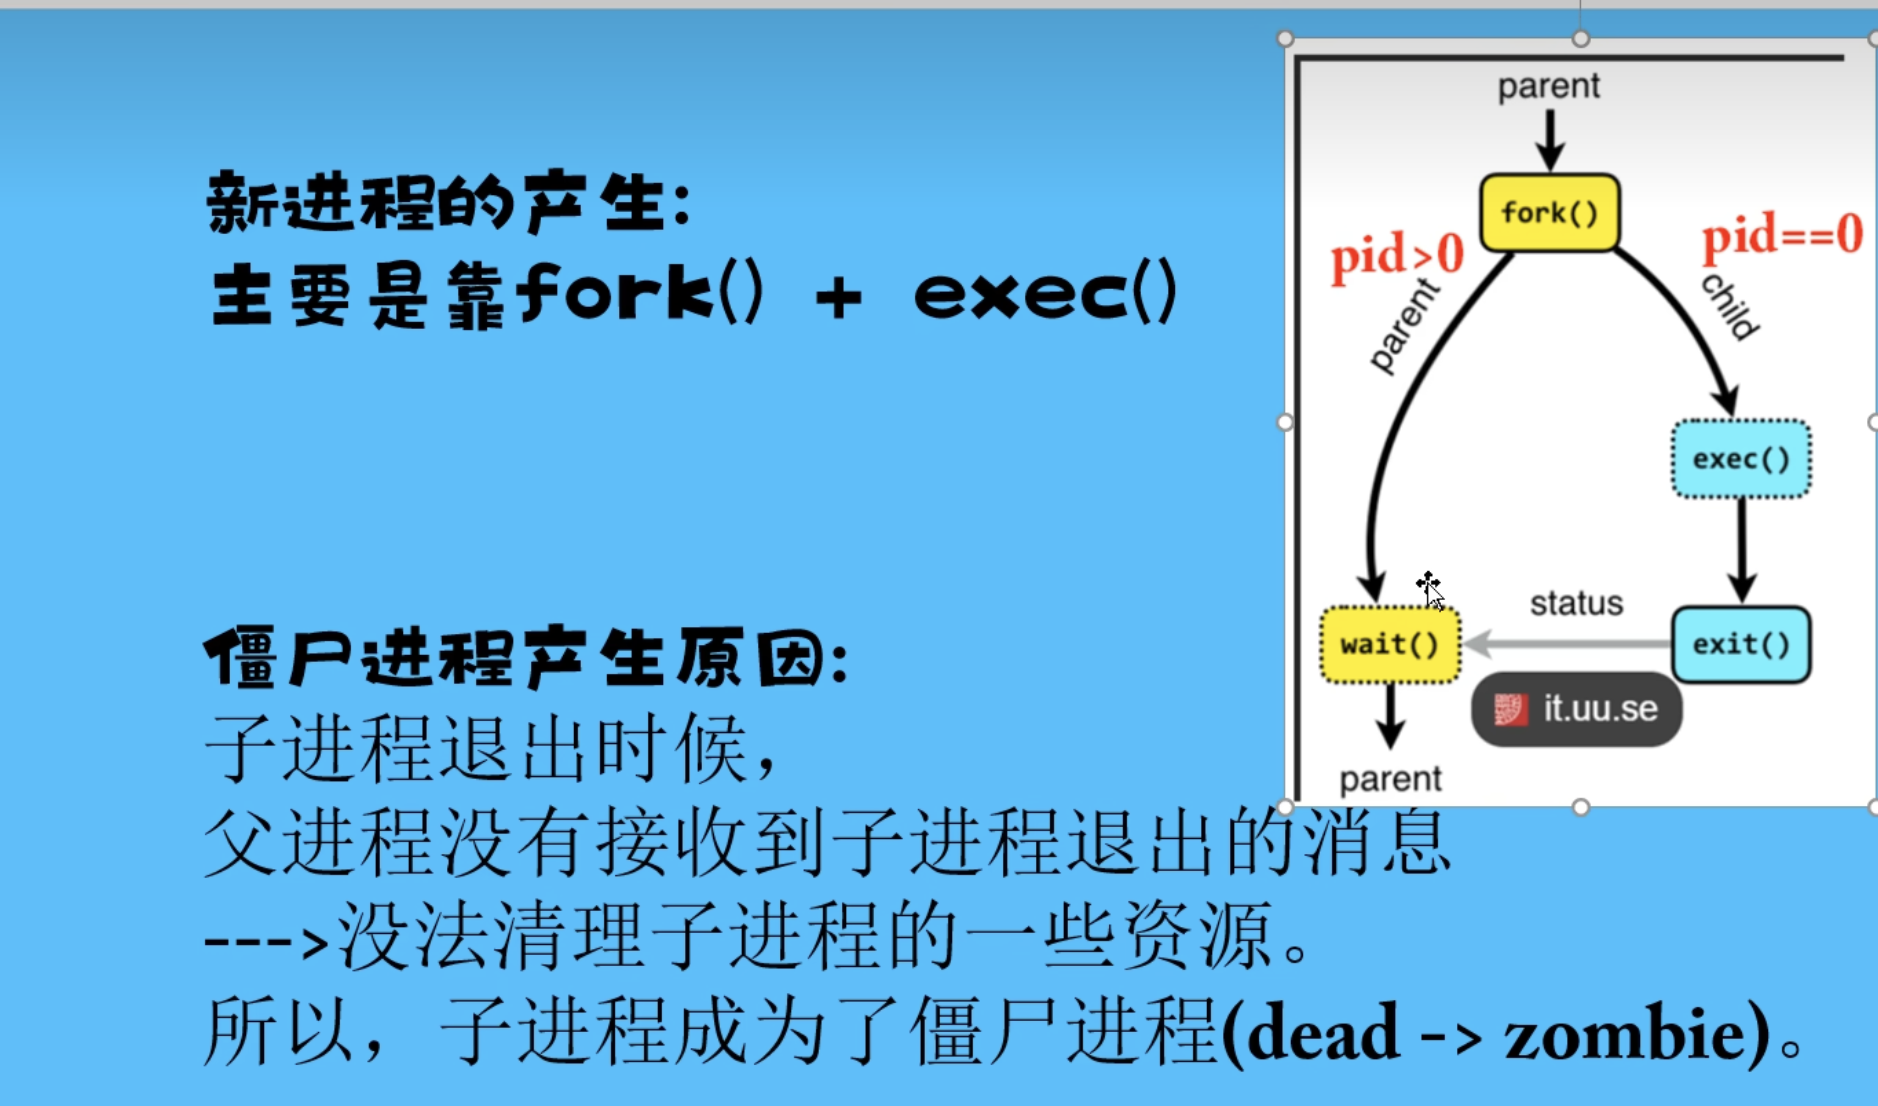 新进程的产生:
主要是靠fork() + exec()
僵尸进程产生原因:
子进程退出时候，
父进程没有接收到子进程退出的消息
--->没法清理子进程的一些资源。
所以，子进程成为了僵尸进程(dead -> zombie)。
parent
fork()
pid>0
pid==0
parent
child
exec()
status
wait()
exit()
it.uu.se
parent